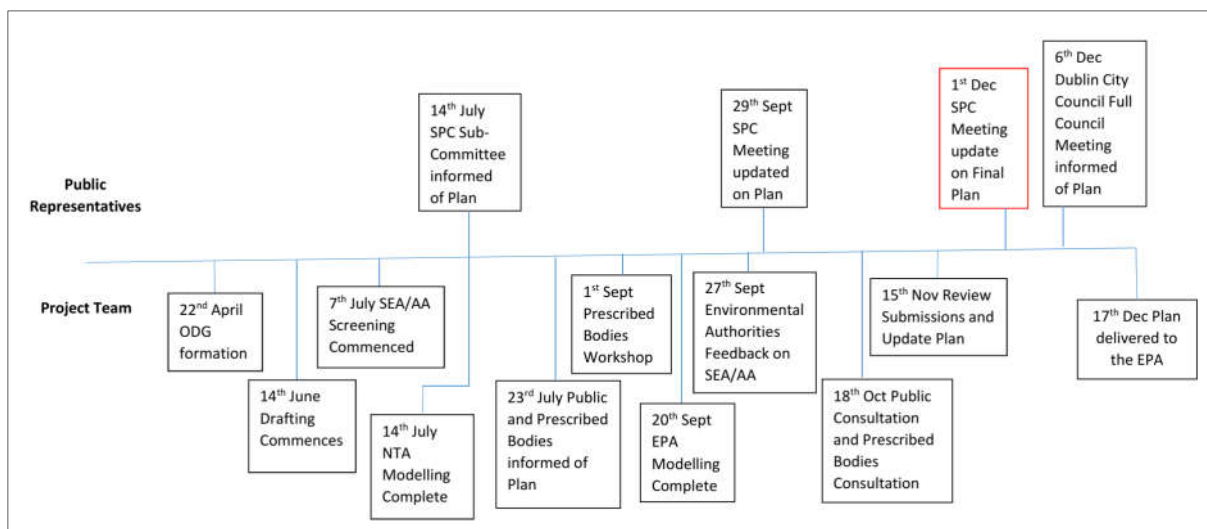 Public
Representatives
14th July
SPC Sub-
Committee
informed
of Plan
29th Sept
SPC
Meeting
updated
on Plan
1st Dec
SPC
Meeting
update
on Final
Plan
6th Dec
Dublin City
Council Full
Council
Meeting
informed
of Plan
Project Team
22nd April
ODG
formation
14th June
Drafting
Commences
7th July SEA/AA
Screening
Commenced
14th July
NTA
Modelling
Complete
23rd July Public
and Prescribed
Bodies
informed of
Plan
1st Sept
Prescribed
Bodies
Workshop
20th Sept
EPA
Modelling
Complete
27th Sept
Environmental
Authorities
Feedback on
SEA/AA
18th Oct Public
Consultation
and Prescribed
Bodies
Consultation
15th Nov Review
Submissions and
Update Plan
17th Dec Plan
delivered to
the EPA